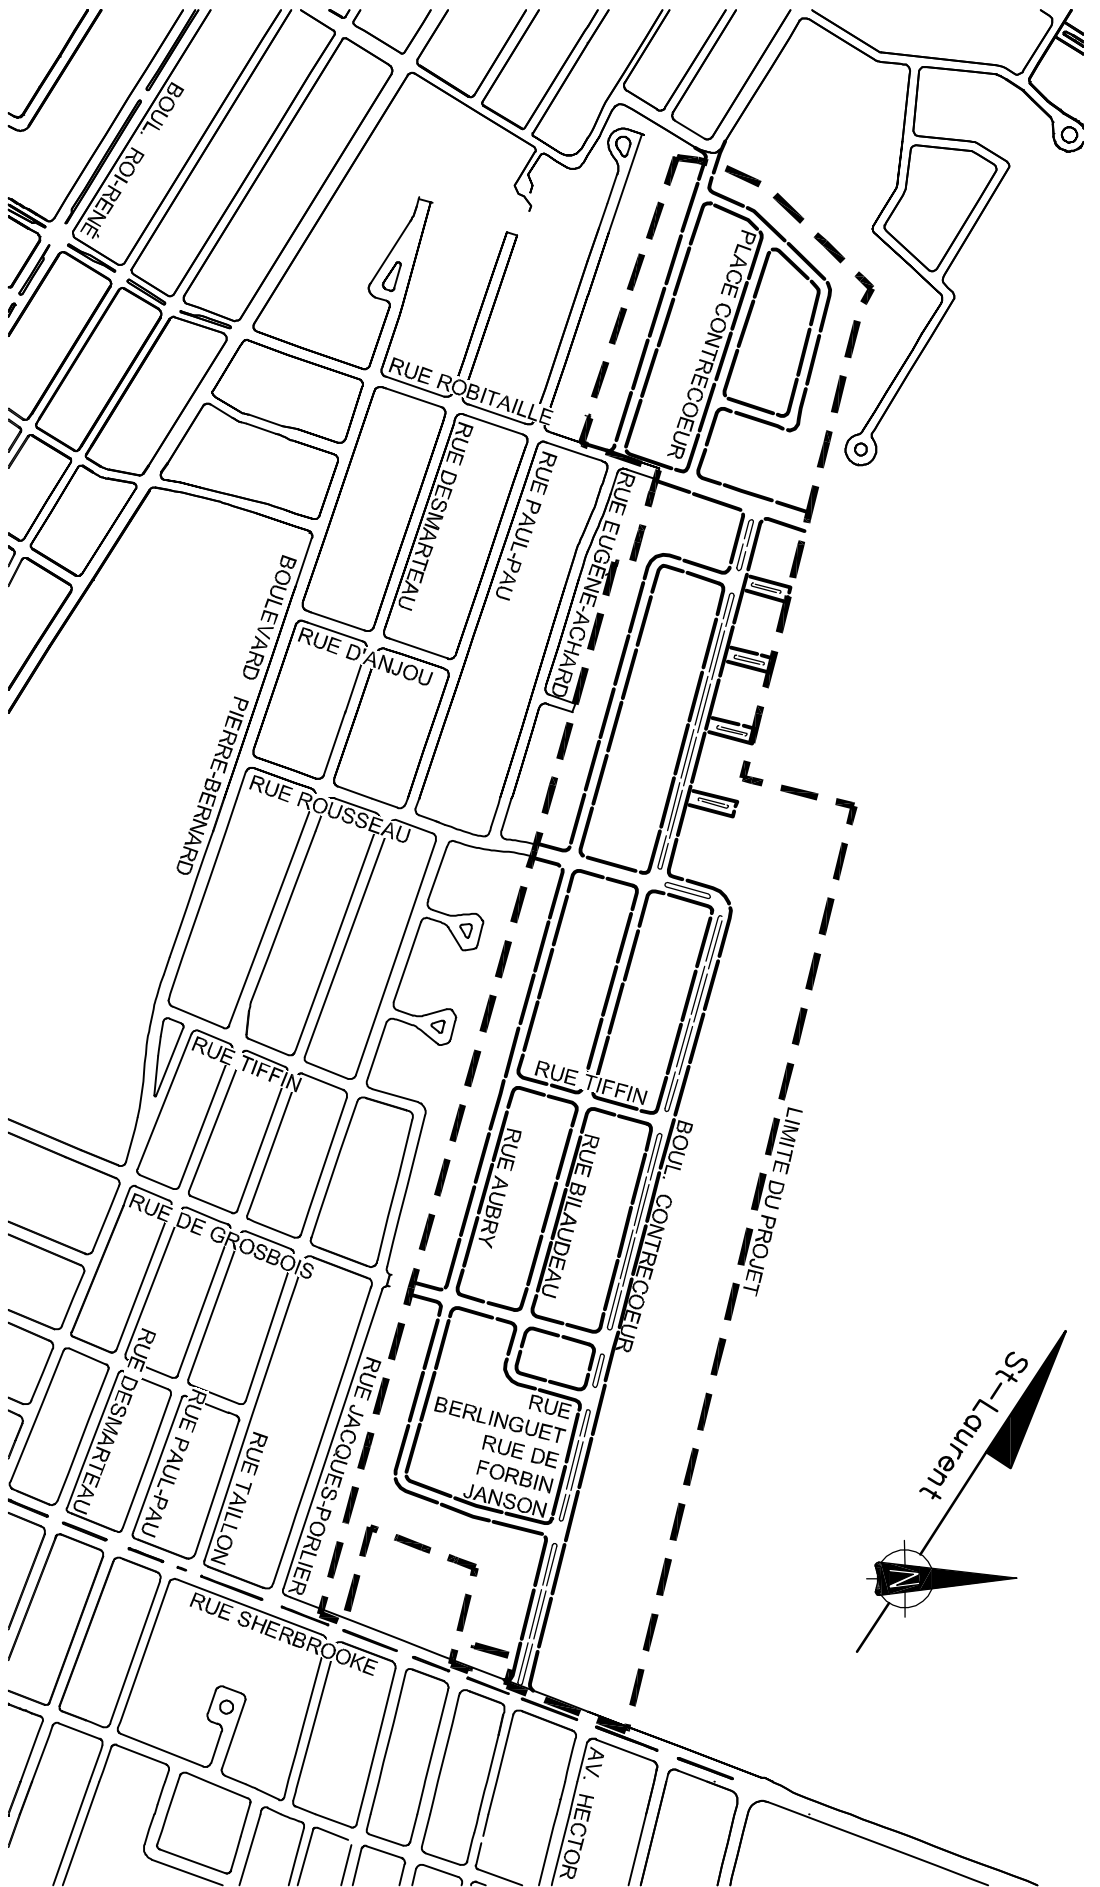 BOUL. ROI-RENÉ
PLACE CONTRECOEUR
RUE ROBITAILLE
RUE DESMARTEAU
RUE PAUL-PAU
RUE EUGÈNE-ACHARD
BOULEVARD PIERRE-BERNARD
RUE D'ANJOU
RUE ROUSSEAU
RUE TIFFIN
RUE TIFFIN
RUE AUBRY
RUE BILAUDEAU
BOUL. CONTRECOEUR
LIMITE DU PROJET
RUE DE GROSBOIS
RUE DESMARTEAU
RUE PAUL-PAU
RUE TAILLON
RUE JACQUES-PORLIER
RUE
BERLINGUET
RUE DE
FORBIN
JANSON
St-Laurent
N
RUE SHERBROOKE
AV. HECTOR